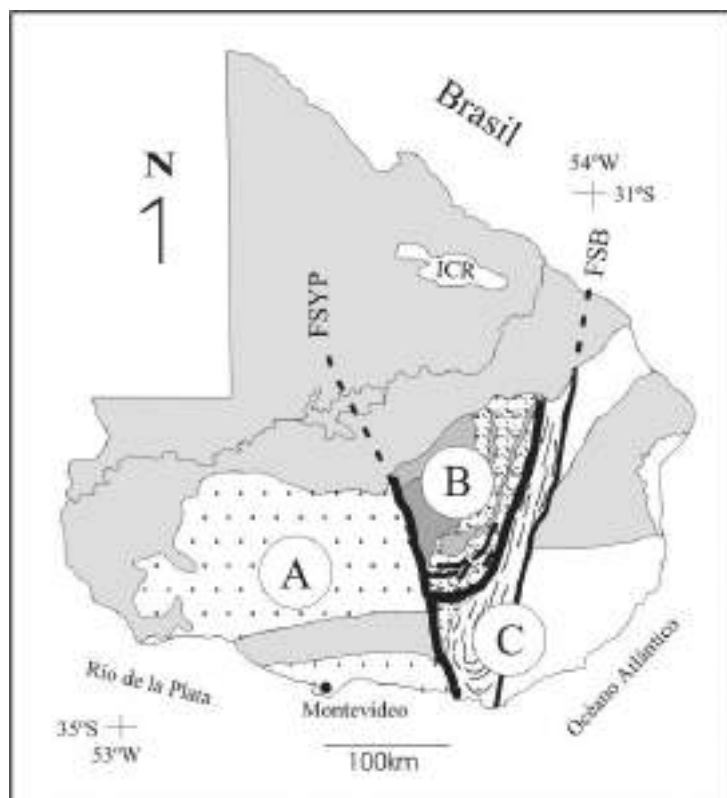 Brasil
N
54°W
31°S
FSB
ICR
FSYP
B
A
C
Río de la Plata
Océano Atlántico
Montevideo
35°S
53°W
100km